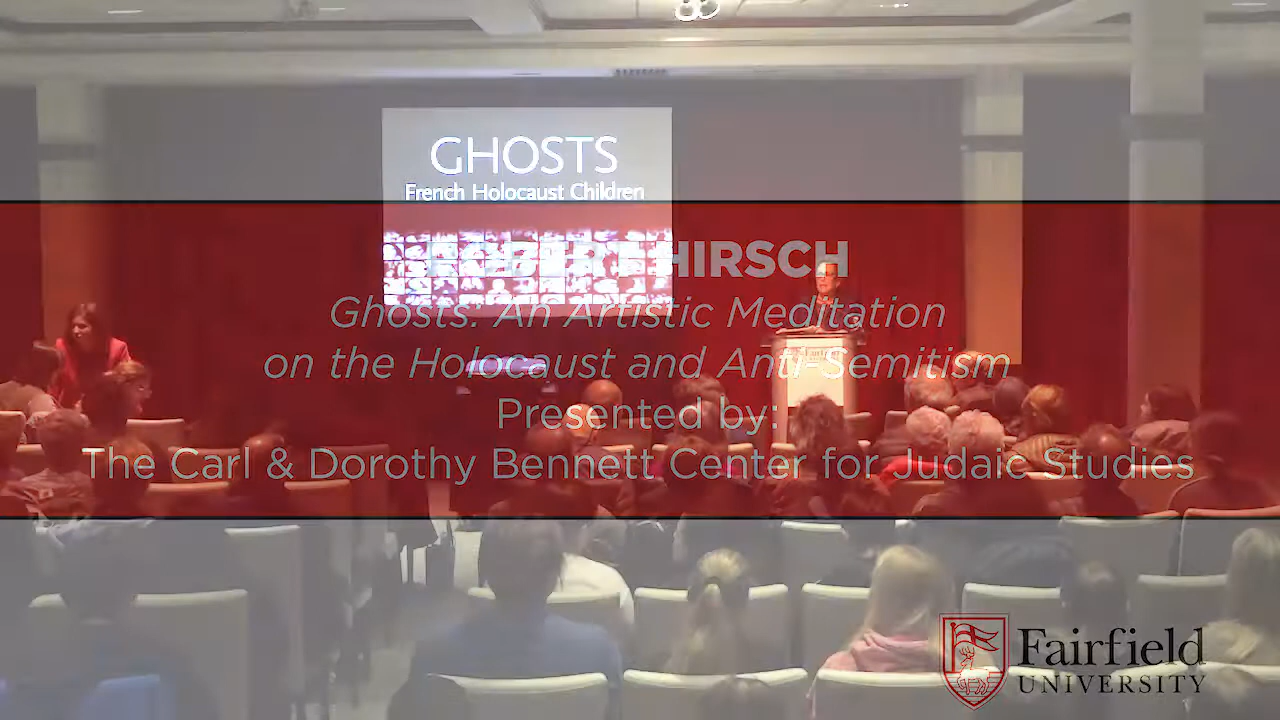 GHOSTS
French Holocaust Children
HIRSCH
Ghosts: An Artistic Meditation
on the Holocaust and Anti-Semitism
Presented by:
The Carl & Dorothy Bennett Center for Judaic Studies
Fairfield
Fairfield
UNIVERSITY